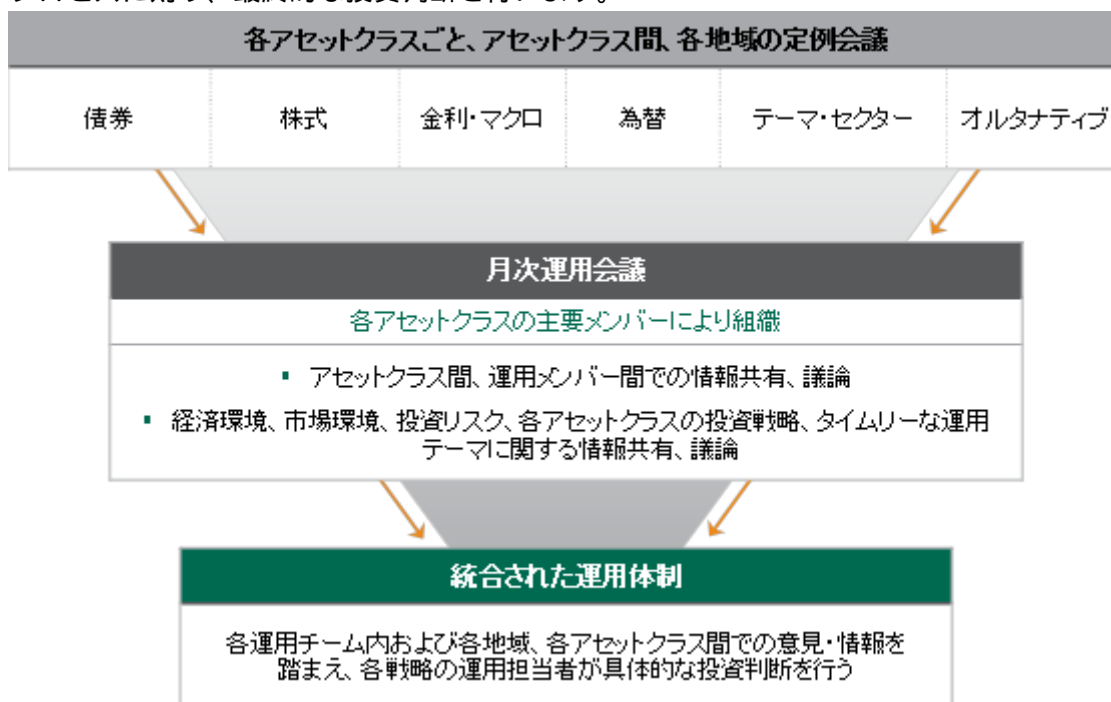 各アセットクラスごと、アセットクラス間、各地域の定例会議
債券
株式
金利・マクロ
為替
テーマ・セクター
オルタナティブ
月次運用会議
各アセットクラスの主要メンバーにより組織
▪ アセットクラス間、運用メンバー間での情報共有、議論
▪ 経済環境、市場環境、投資リスク、各アセットクラスの投資戦略、タイムリーな運用
テーマに関する情報共有、議論
統合された運用体制
各運用チーム内および各地域、各アセットクラス間での意見・情報を
踏まえ、各戦略の運用担当者が具体的な投資判断を行う